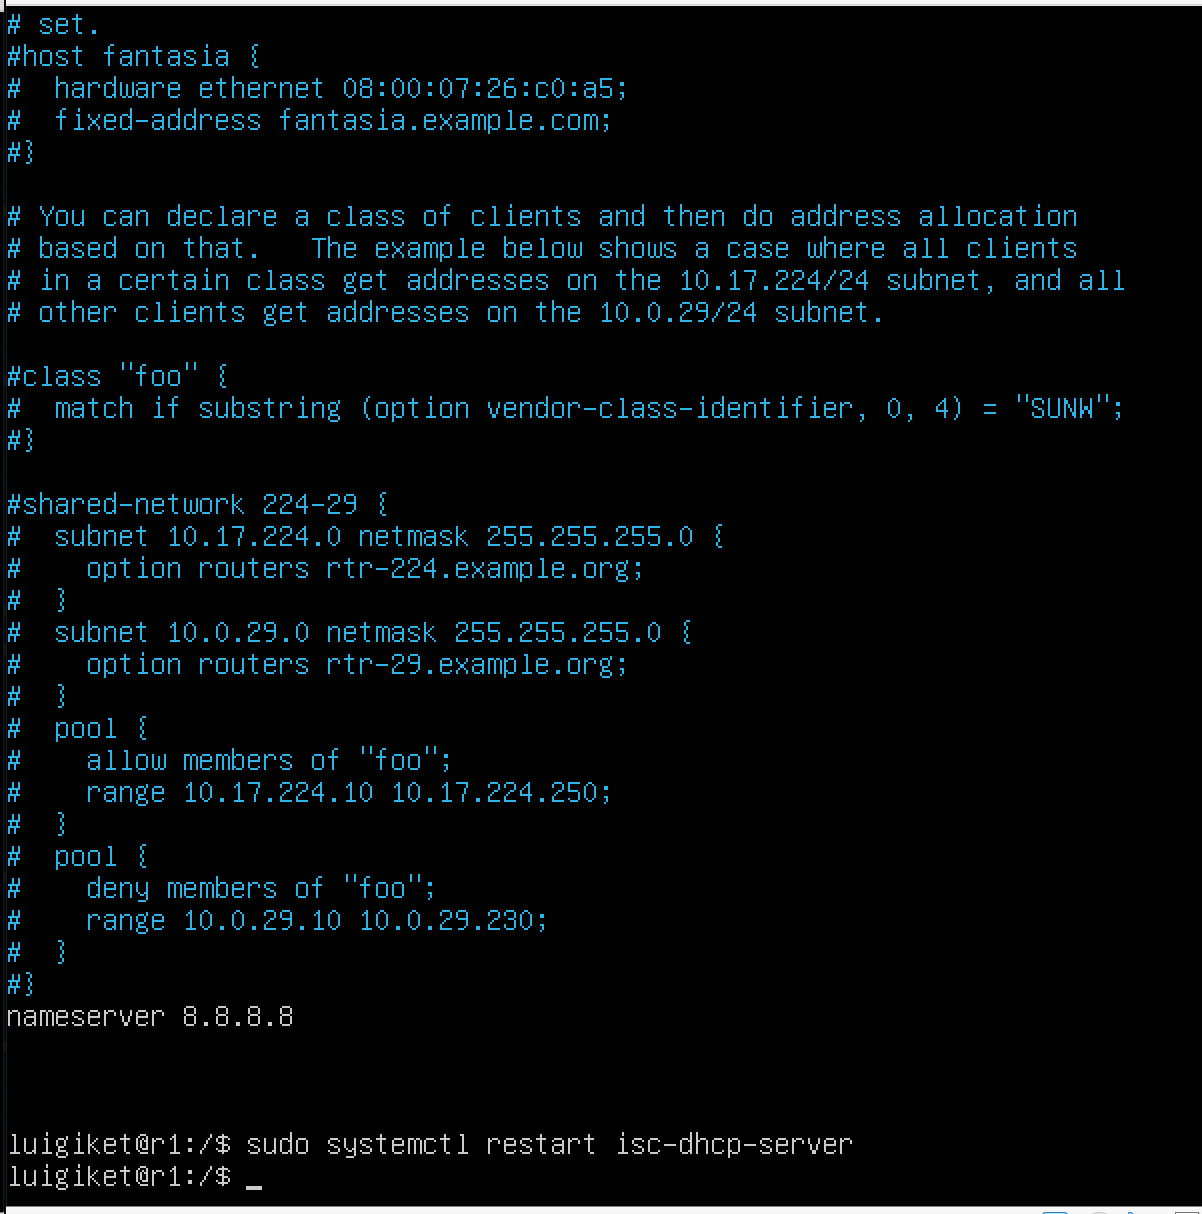 # set.
#host fantasia {
#  hardware ethernet 08:00:07:26:c0:a5;
#  fixed-address fantasia.example.com;
#}
# You can declare a class of clients and then do address allocation
# based on that.   The example below shows a case where all clients
# in a certain class get addresses on the 10.17.224/24 subnet, and all
# other clients get addresses on the 10.0.29/24 subnet.
#class "foo" {
#  match if substring (option vendor-class-identifier, 0, 4) = "SUNW";
#}
#shared-network 224-29 {
#  subnet 10.17.224.0 netmask 255.255.255.0 {
#    option routers rtr-224.example.org;
#  }
#  subnet 10.0.29.0 netmask 255.255.255.0 {
#    option routers rtr-29.example.org;
#  }
#  pool {
#    allow members of "foo";
#    range 10.17.224.10 10.17.224.250;
#  }
#  pool {
#    deny members of "foo";
#    range 10.0.29.10 10.0.29.230;
#  }
#}
nameserver 8.8.8.8
luigiket@r1:/$ sudo systemctl restart isc-dhcp-server
luigiket@r1:/$ _